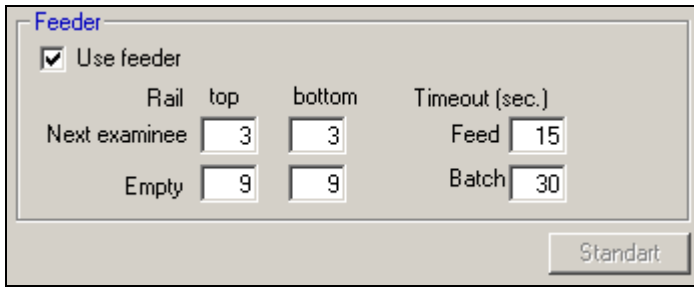 Feeder
Use feeder
Rail top bottom Timeout (sec.)
Next examinee 3 3 Feed 15
Empty 9 9 Batch 30
Standart